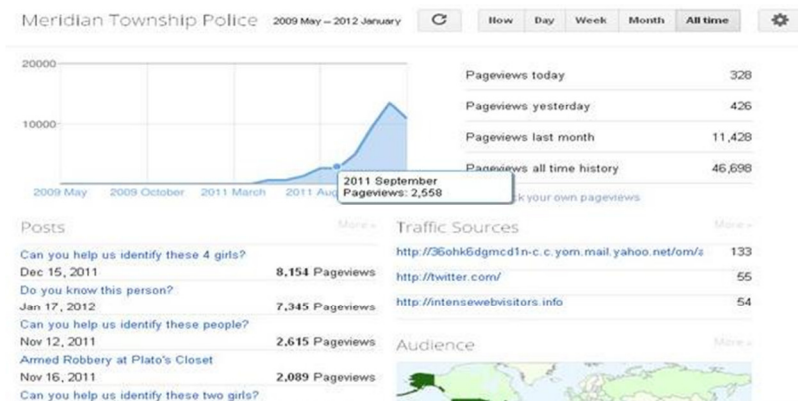 Meridian Township Police 2009 May – 2012 January Now Day Week Month All time
20000
10000
2009 May 2009 October 2011 March 2011 Aug
2011 September
Pageviews: 2,558
Pageviews today 328
Pageviews yesterday 426
Pageviews last month 11,428
Pageviews all time history 46,698
your own pageviews
Posts More »
Can you help us identify these 4 girls?
Dec 15, 2011 8,154 Pageviews
Do you know this person?
Jan 17, 2012 7,345 Pageviews
Can you help us identify these people?
Nov 12, 2011 2,615 Pageviews
Armed Robbery at Plato's Closet
Nov 16, 2011 2,089 Pageviews
Can you help us identify these two girls?
Traffic Sources More »
http://36ohk6dgmcd1n-c.c.yom.mail.yahoo.net/om/a 133
http://twitter.com/ 55
http://intensewebvisitors.info 54
Audience More »